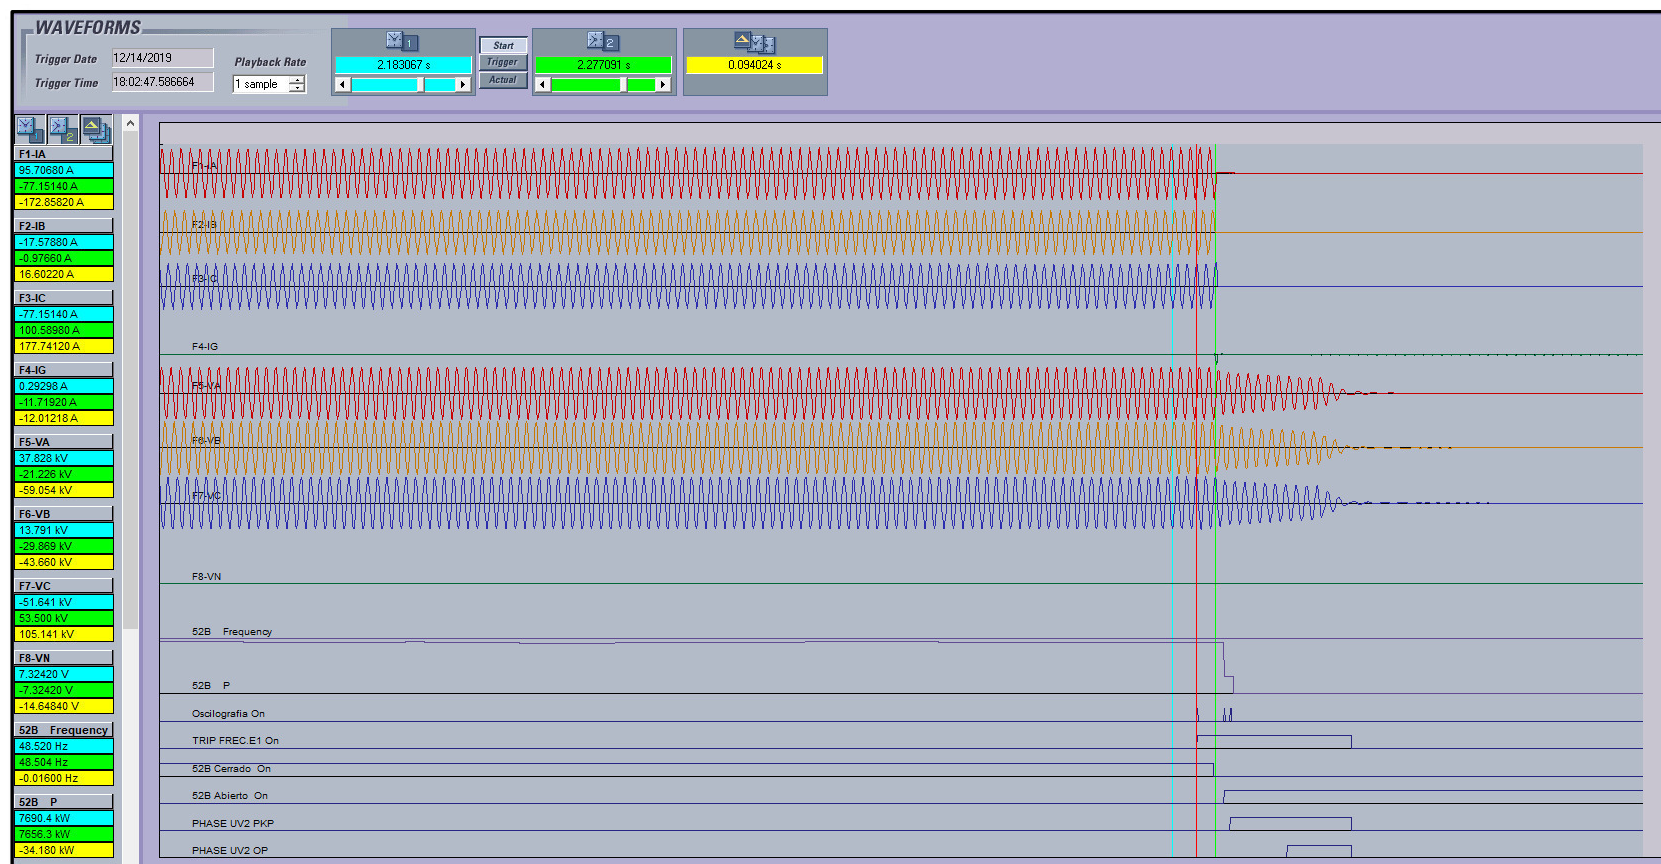 WAVEFORMS
Trigger Date 12/14/2019
Trigger Time 18:02:47.586664
Playback Rate
1 sample
1
2.183067 s
Start
Trigger
Actual
2
2.277091 s
0.094024 s
1
2
F1-IA
95.70680 A
-77.15140 A
-172.85820 A
F2-IB
-17.57880 A
-0.97660 A
16.60220 A
F3-IC
-77.15140 A
100.58980 A
177.74120 A
F4-IG
0.29298 A
-11.71920 A
-12.01218 A
F5-VA
37.828 kV
-21.226 kV
-59.054 kV
F6-VB
13.791 kV
-29.869 kV
-43.660 kV
F7-VC
-51.641 kV
53.500 kV
105.141 kV
F8-VN
7.32420 V
-7.32420 V
-14.64840 V
52B Frequency
48.520 Hz
48.504 Hz
-0.01600 Hz
52B P
7690.4 kW
7656.3 kW
-34.180 kW
F1-IA
F2-IB
F3-IC
F4-IG
F5-VA
F6-VB
F7-VC
F8-VN
52B Frequency
52B P
Oscilografia On
TRIP FREC.E1 On
52B Cerrado On
52B Abierto On
PHASE UV2 PKP
PHASE UV2 OP